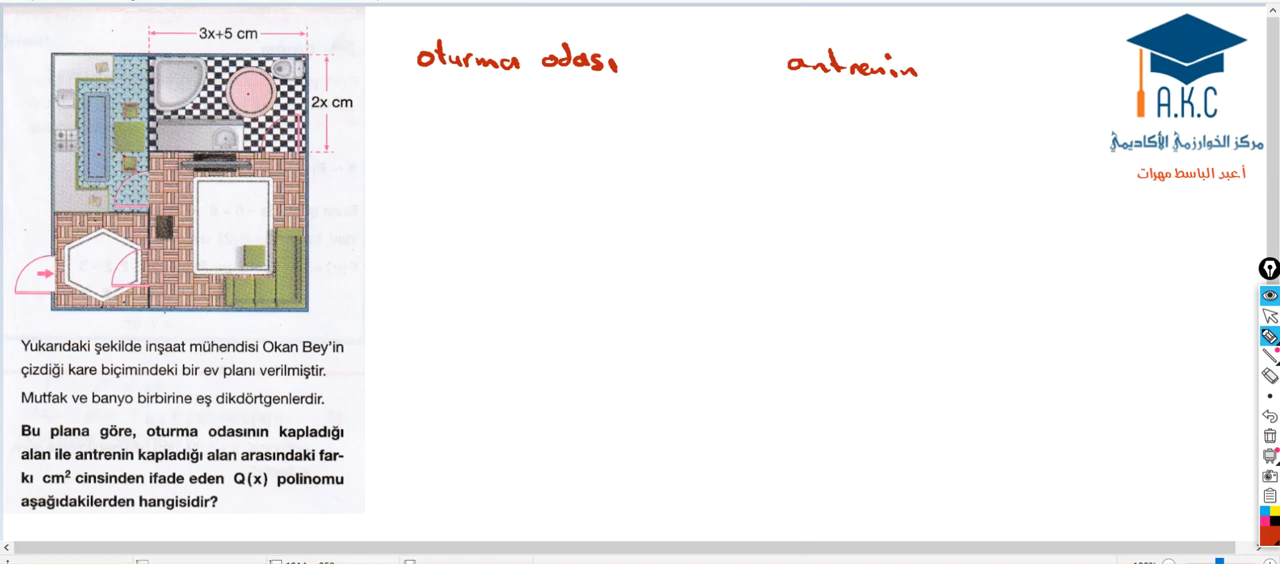 3x+5 cm
oturma odası
antrenin
2x cm
A.K.C
مركز الخوارزمي الأكاديمي
أ.عبد الباسط مهرات
Yukarıdaki şekilde inşaat mühendisi Okan Bey'in
çizdiği kare biçimindeki bir ev planı verilmiştir.
Mutfak ve banyo birbirine eş dikdörtgenlerdir.
Bu plana göre, oturma odasının kapladığı
alan ile antrenin kapladığı alan arasındaki far-
kı cm² cinsinden ifade eden Q(x) polinomu
aşağıdakilerden hangisidir?